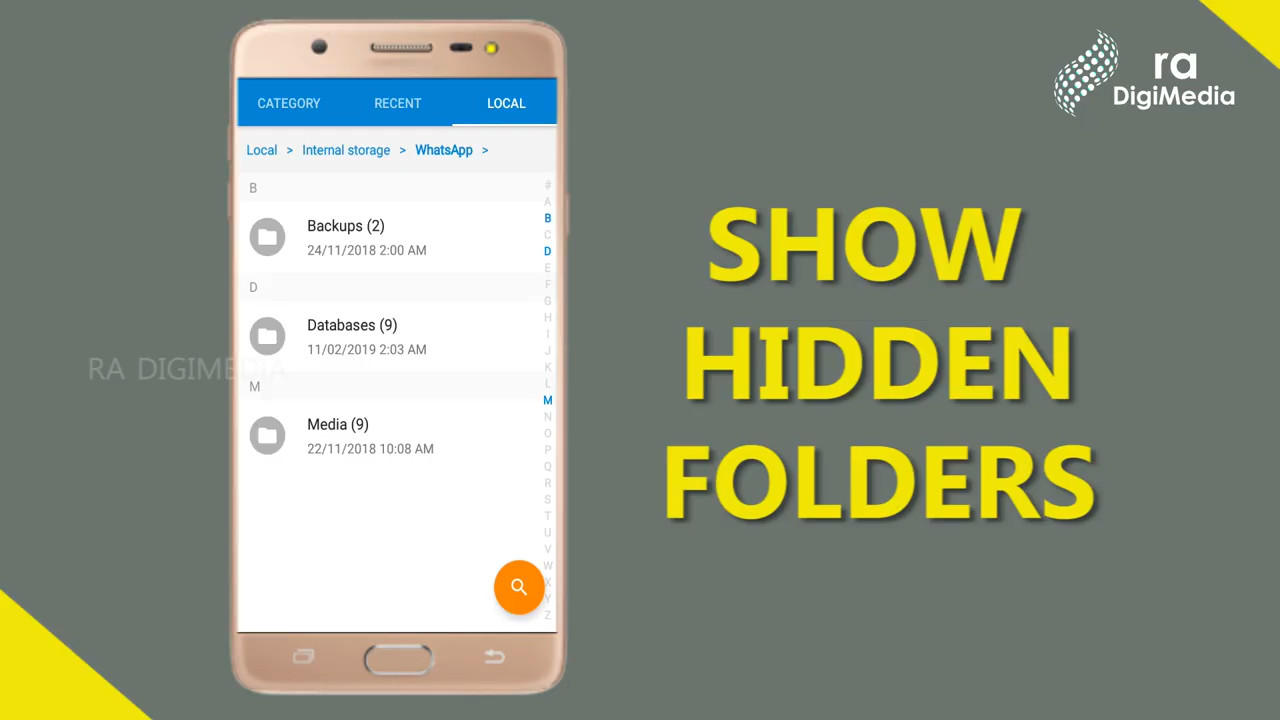 CATEGORY RECENT LOCAL
Local > Internal storage > WhatsApp >
B
Backups (2)
24/11/2018 2:00 AM
D
Databases (9)
11/02/2019 2:03 AM
M
Media (9)
22/11/2018 10:08 AM
#
A
B
C
D
E
F
G
H
I
J
K
L
M
N
O
P
Q
R
S
T
U
V
W
X
Y
Z
RA DIGIMEDIA
ra
DigiMedia
SHOW
HIDDEN
FOLDERS